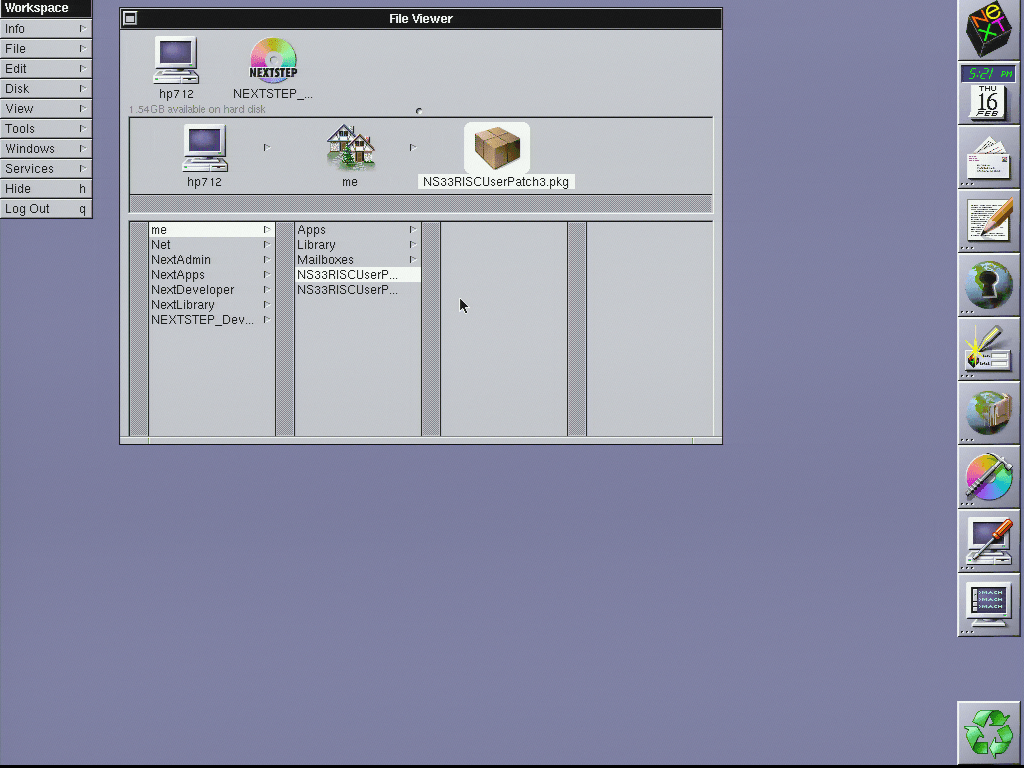 Workspace
Info
File
Edit
Disk
View
Tools
Windows
Services
Hide h
Log Out q
File Viewer
hp712
NEXTSTEP
NEXTSTEP_...
1.54GB available on hard disk
hp712
me
NS33RISCUserPatch3.pkg
me
Net
NextAdmin
NextApps
NextDeveloper
NextLibrary
NEXTSTEP_Dev...
Apps
Library
Mailboxes
NS33RISCUserP...
NS33RISCUserP...
NeXT
5:21 PM
THU
16
FEB
>MACH
>MACH
>MACH